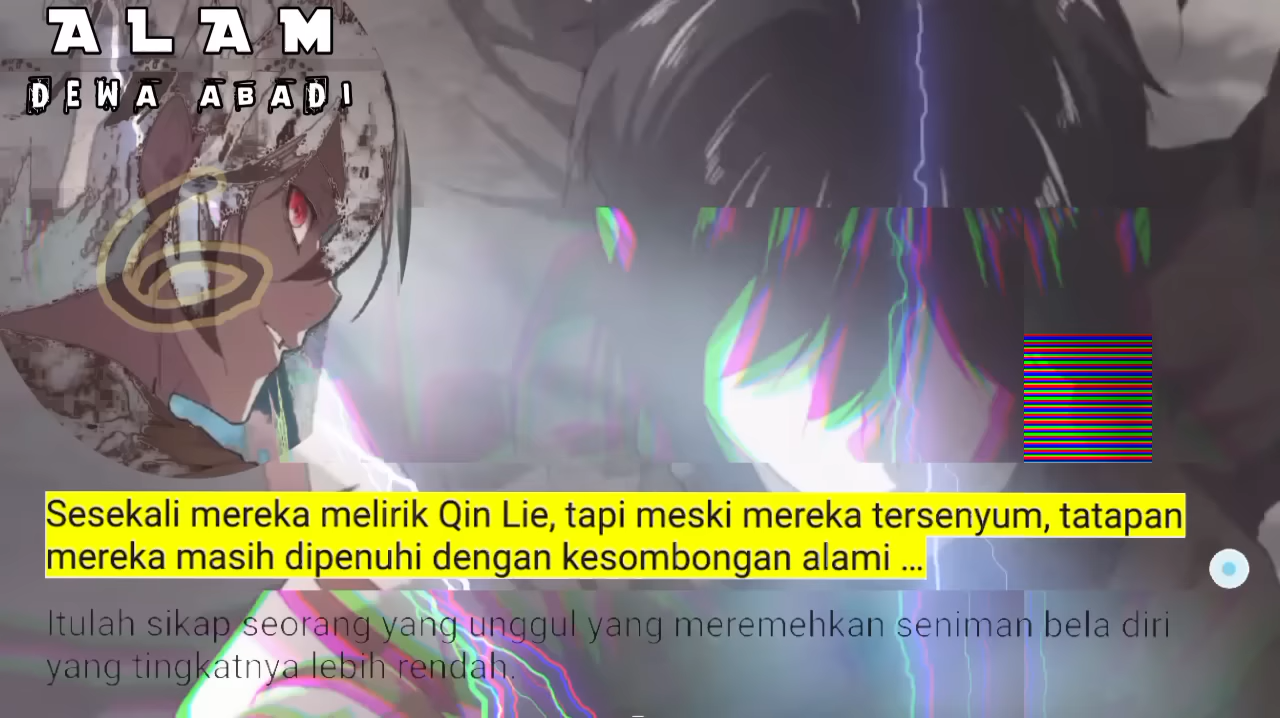 ALAM
DEWA ABADI
Sesekali mereka melirik Qin Lie, tapi meski mereka tersenyum, tatapan
mereka masih dipenuhi dengan kesombongan alami ...
Itulah sikap seorang yang unggul yang meremehkan seniman bela diri
yang tingkatnya lebih rendah.